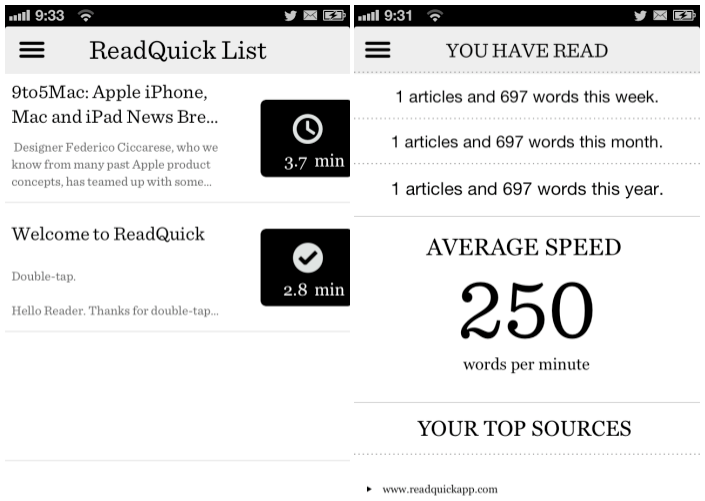 9:33
ReadQuick List
9to5Mac: Apple iPhone,
Mac and iPad News Bre...
3.7 min
Designer Federico Ciccarese, who we
know from many past Apple product
concepts, has teamed up with some...
Welcome to ReadQuick
2.8 min
Double-tap.
Hello Reader. Thanks for double-tap...
9:31
YOU HAVE READ
1 articles and 697 words this week.
1 articles and 697 words this month.
1 articles and 697 words this year.
AVERAGE SPEED
250
words per minute
YOUR TOP SOURCES
www.readquickapp.com